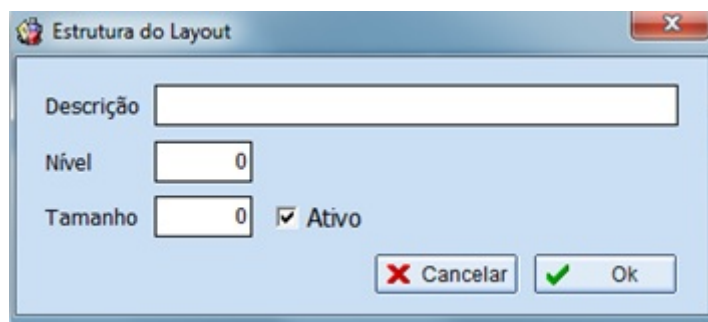 Estrutura do Layout
Descrição
Nível 0
Tamanho 0 Ativo
Cancelar Ok